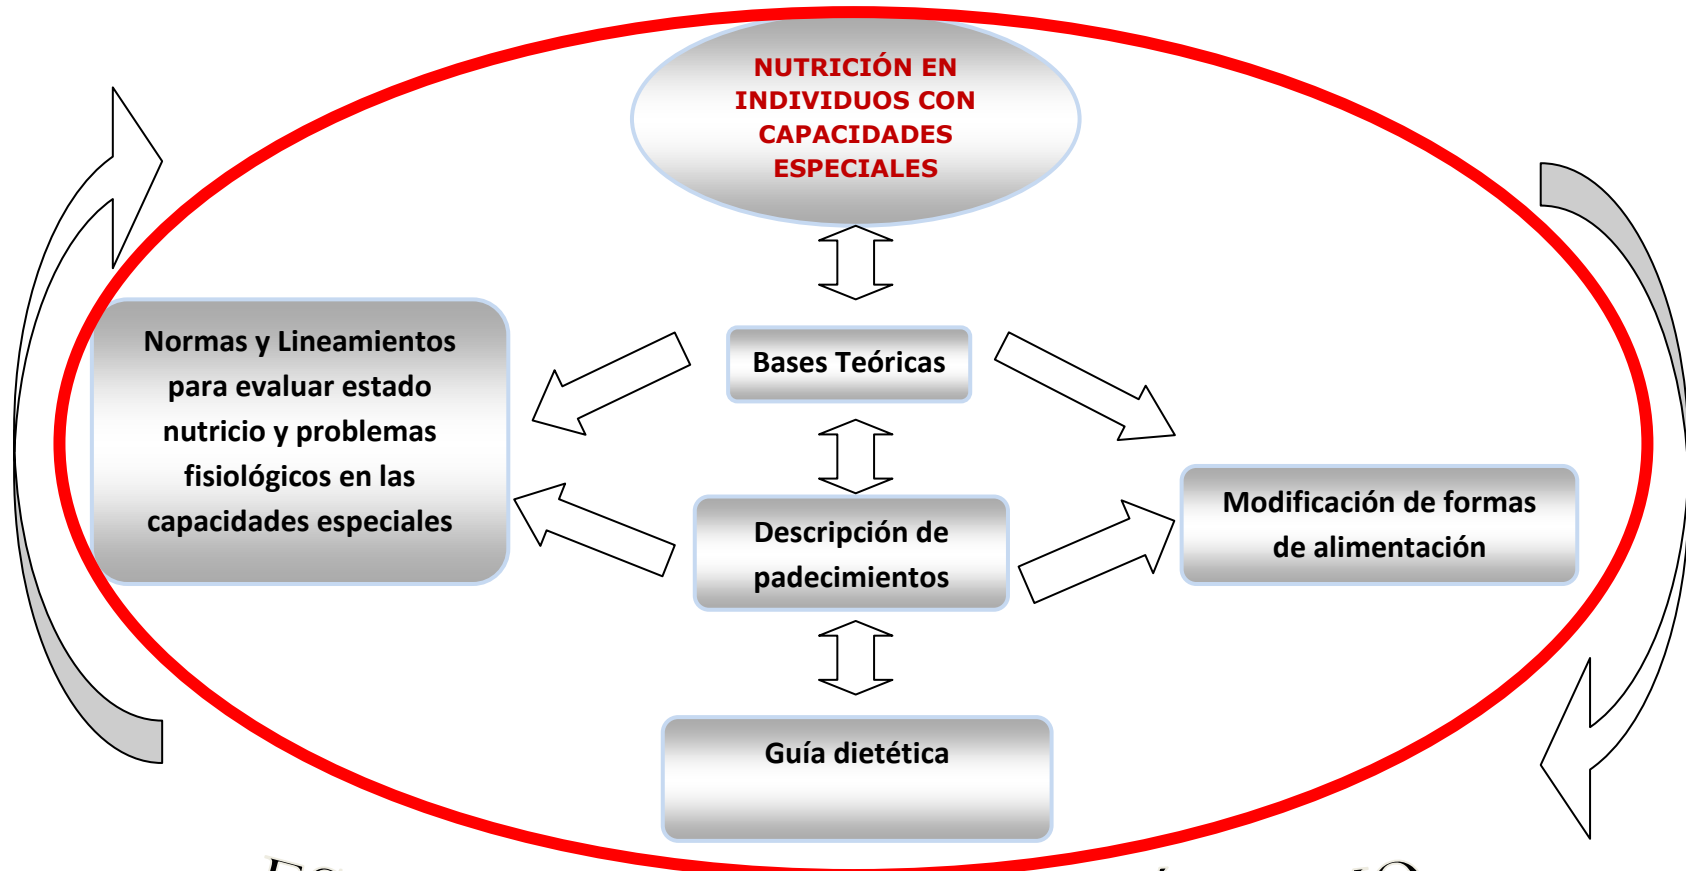 NUTRICIÓN EN
INDIVIDUOS CON
CAPACIDADES
ESPECIALES
Normas y Lineamientos
para evaluar estado
nutricio y problemas
fisiológicos en las
capacidades especiales
Bases Teóricas
Descripción de
padecimientos
Modificación de formas
de alimentación
Guía dietética